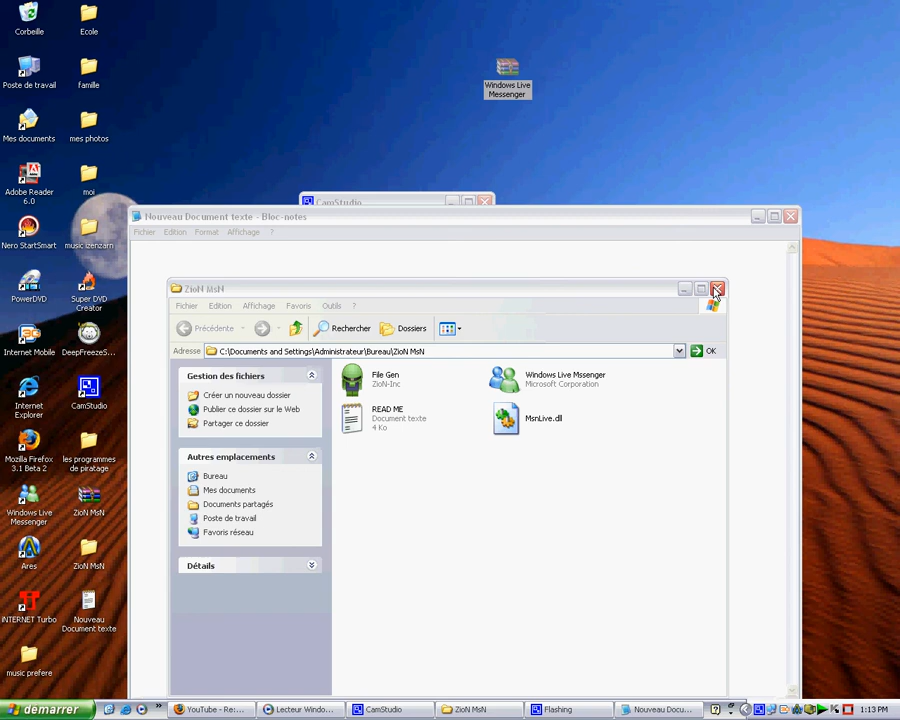 Corbeille
Ecole
Poste de travail
famille
Mes documents
mes photos
Adobe Reader
6.0
moi
Nero StartSmart
music izenzarn
PowerDVD
Super DVD
Creator
Internet Mobile
DeepFreezeS...
Internet
Explorer
CamStudio
Mozilla Firefox
3.1 Beta 2
les programmes
de piratage
Windows Live
Messenger
ZioN MsN
Ares
ZioN MsN
iNTERNET Turbo
Nouveau
Document texte
music prefere
Windows Live
Messenger
CamStudio
Nouveau Document texte - Bloc-notes
Fichier Edition Format Affichage ?
ZioN MsN
Fichier Edition Affichage Favoris Outils ?
Précédente Rechercher Dossiers
Adresse C:\Documents and Settings\Administrateur\Bureau\ZioN MsN OK
Gestion des fichiers
Créer un nouveau dossier
Publier ce dossier sur le Web
Partager ce dossier
Autres emplacements
Bureau
Mes documents
Documents partagés
Poste de travail
Favoris réseau
Détails
File Gen
ZioN-Inc
Windows Live Mssenger
Microsoft Corporation
READ ME
Document texte
4 Ko
MsnLive.dll
demarrer
YouTube - Re:...
Lecteur Windo...
CamStudio
ZioN MsN
Flashing
Nouveau Docu...
1:13 PM